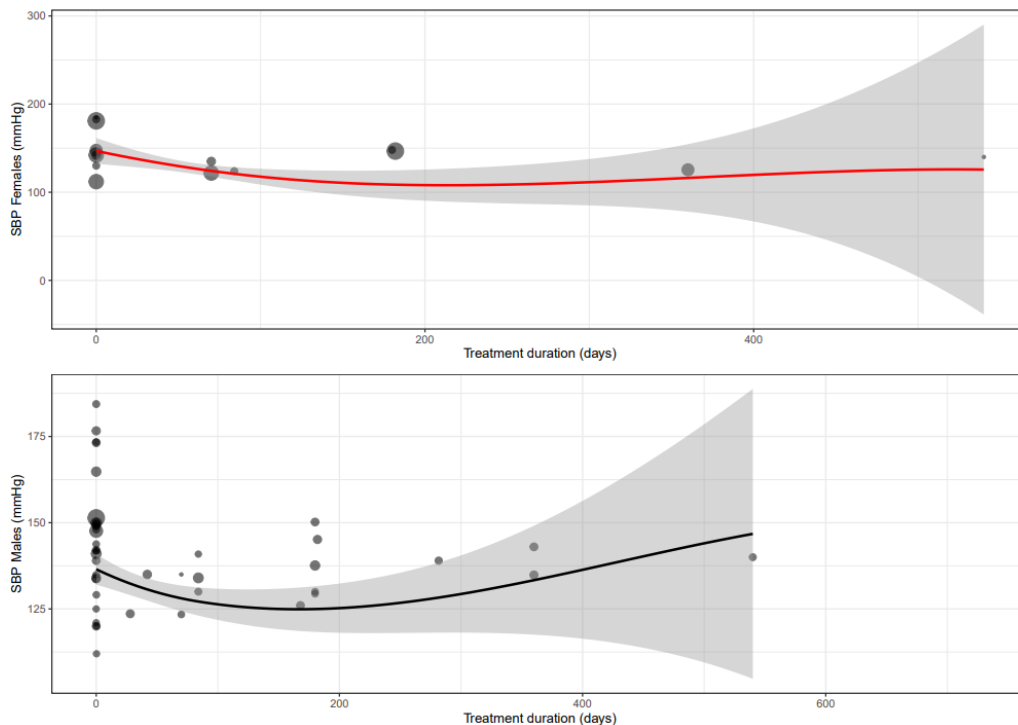 300
200
100
0
SBP Females (mmHg)
0 200 400
Treatment duration (days)
175
150
125
SBP Males (mmHg)
0 200 400 600
Treatment duration (days)